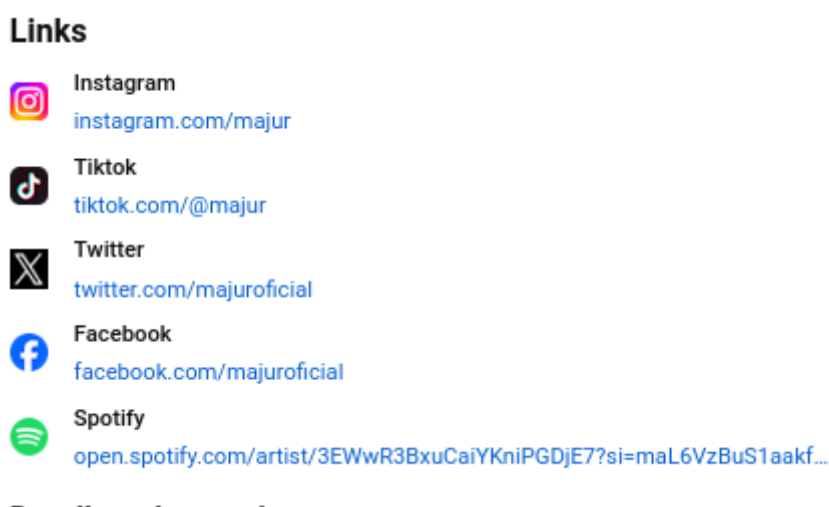 Links
Instagram
instagram.com/majur
Tiktok
tiktok.com/@majur
Twitter
twitter.com/majuroficial
Facebook
facebook.com/majuroficial
Spotify
open.spotify.com/artist/3EWwR3BxuCaiYKniPGDjE7?si=maL6VzBuS1aakf...